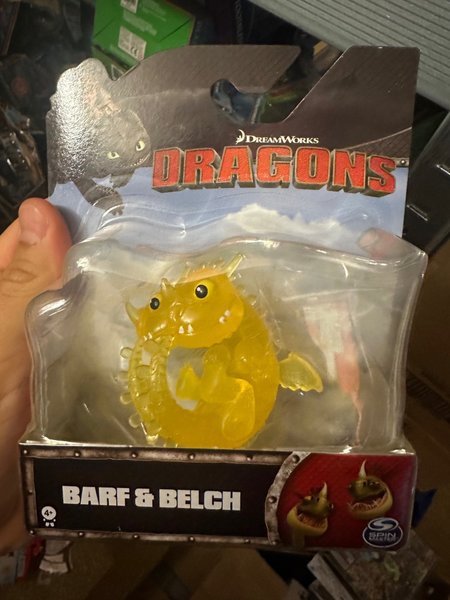 DREAMWORKS
DRAGONS
BARF & BELCH
4+
SPIN
MASTER